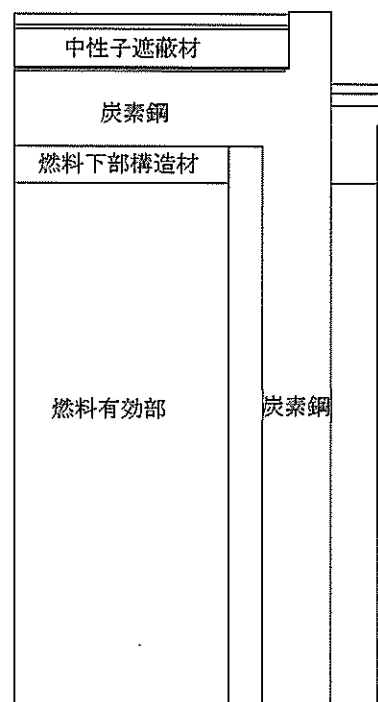 中性子遮蔽材
炭素鋼
燃料下部構造材
燃料有効部
炭素鋼